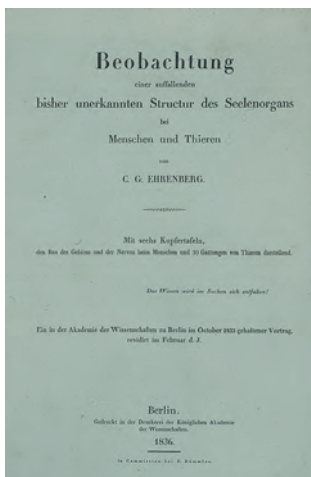 Beobachtung
einer auffallenden
bisher unerkannten Structur des Seelenorgans
bei
Menschen und Thieren
von
C. G. EHRENBERG.
Mit sechs Kupfertafeln,
den Bau des Gehirns und der Nerven beim Menschen und 30 Gattungen von Thieren darstellend.
Das Wissen wird im Suchen sich entfalten!
Ein in der Akademie der Wissenschaften zu Berlin im October 1833 gehaltener Vortrag,
revidirt im Februar d. J.
Berlin.
Gedruckt in der Druckerei der Königlichen Akademie
der Wissenschaften.
1836.
In Commission bei F. Dümmler.